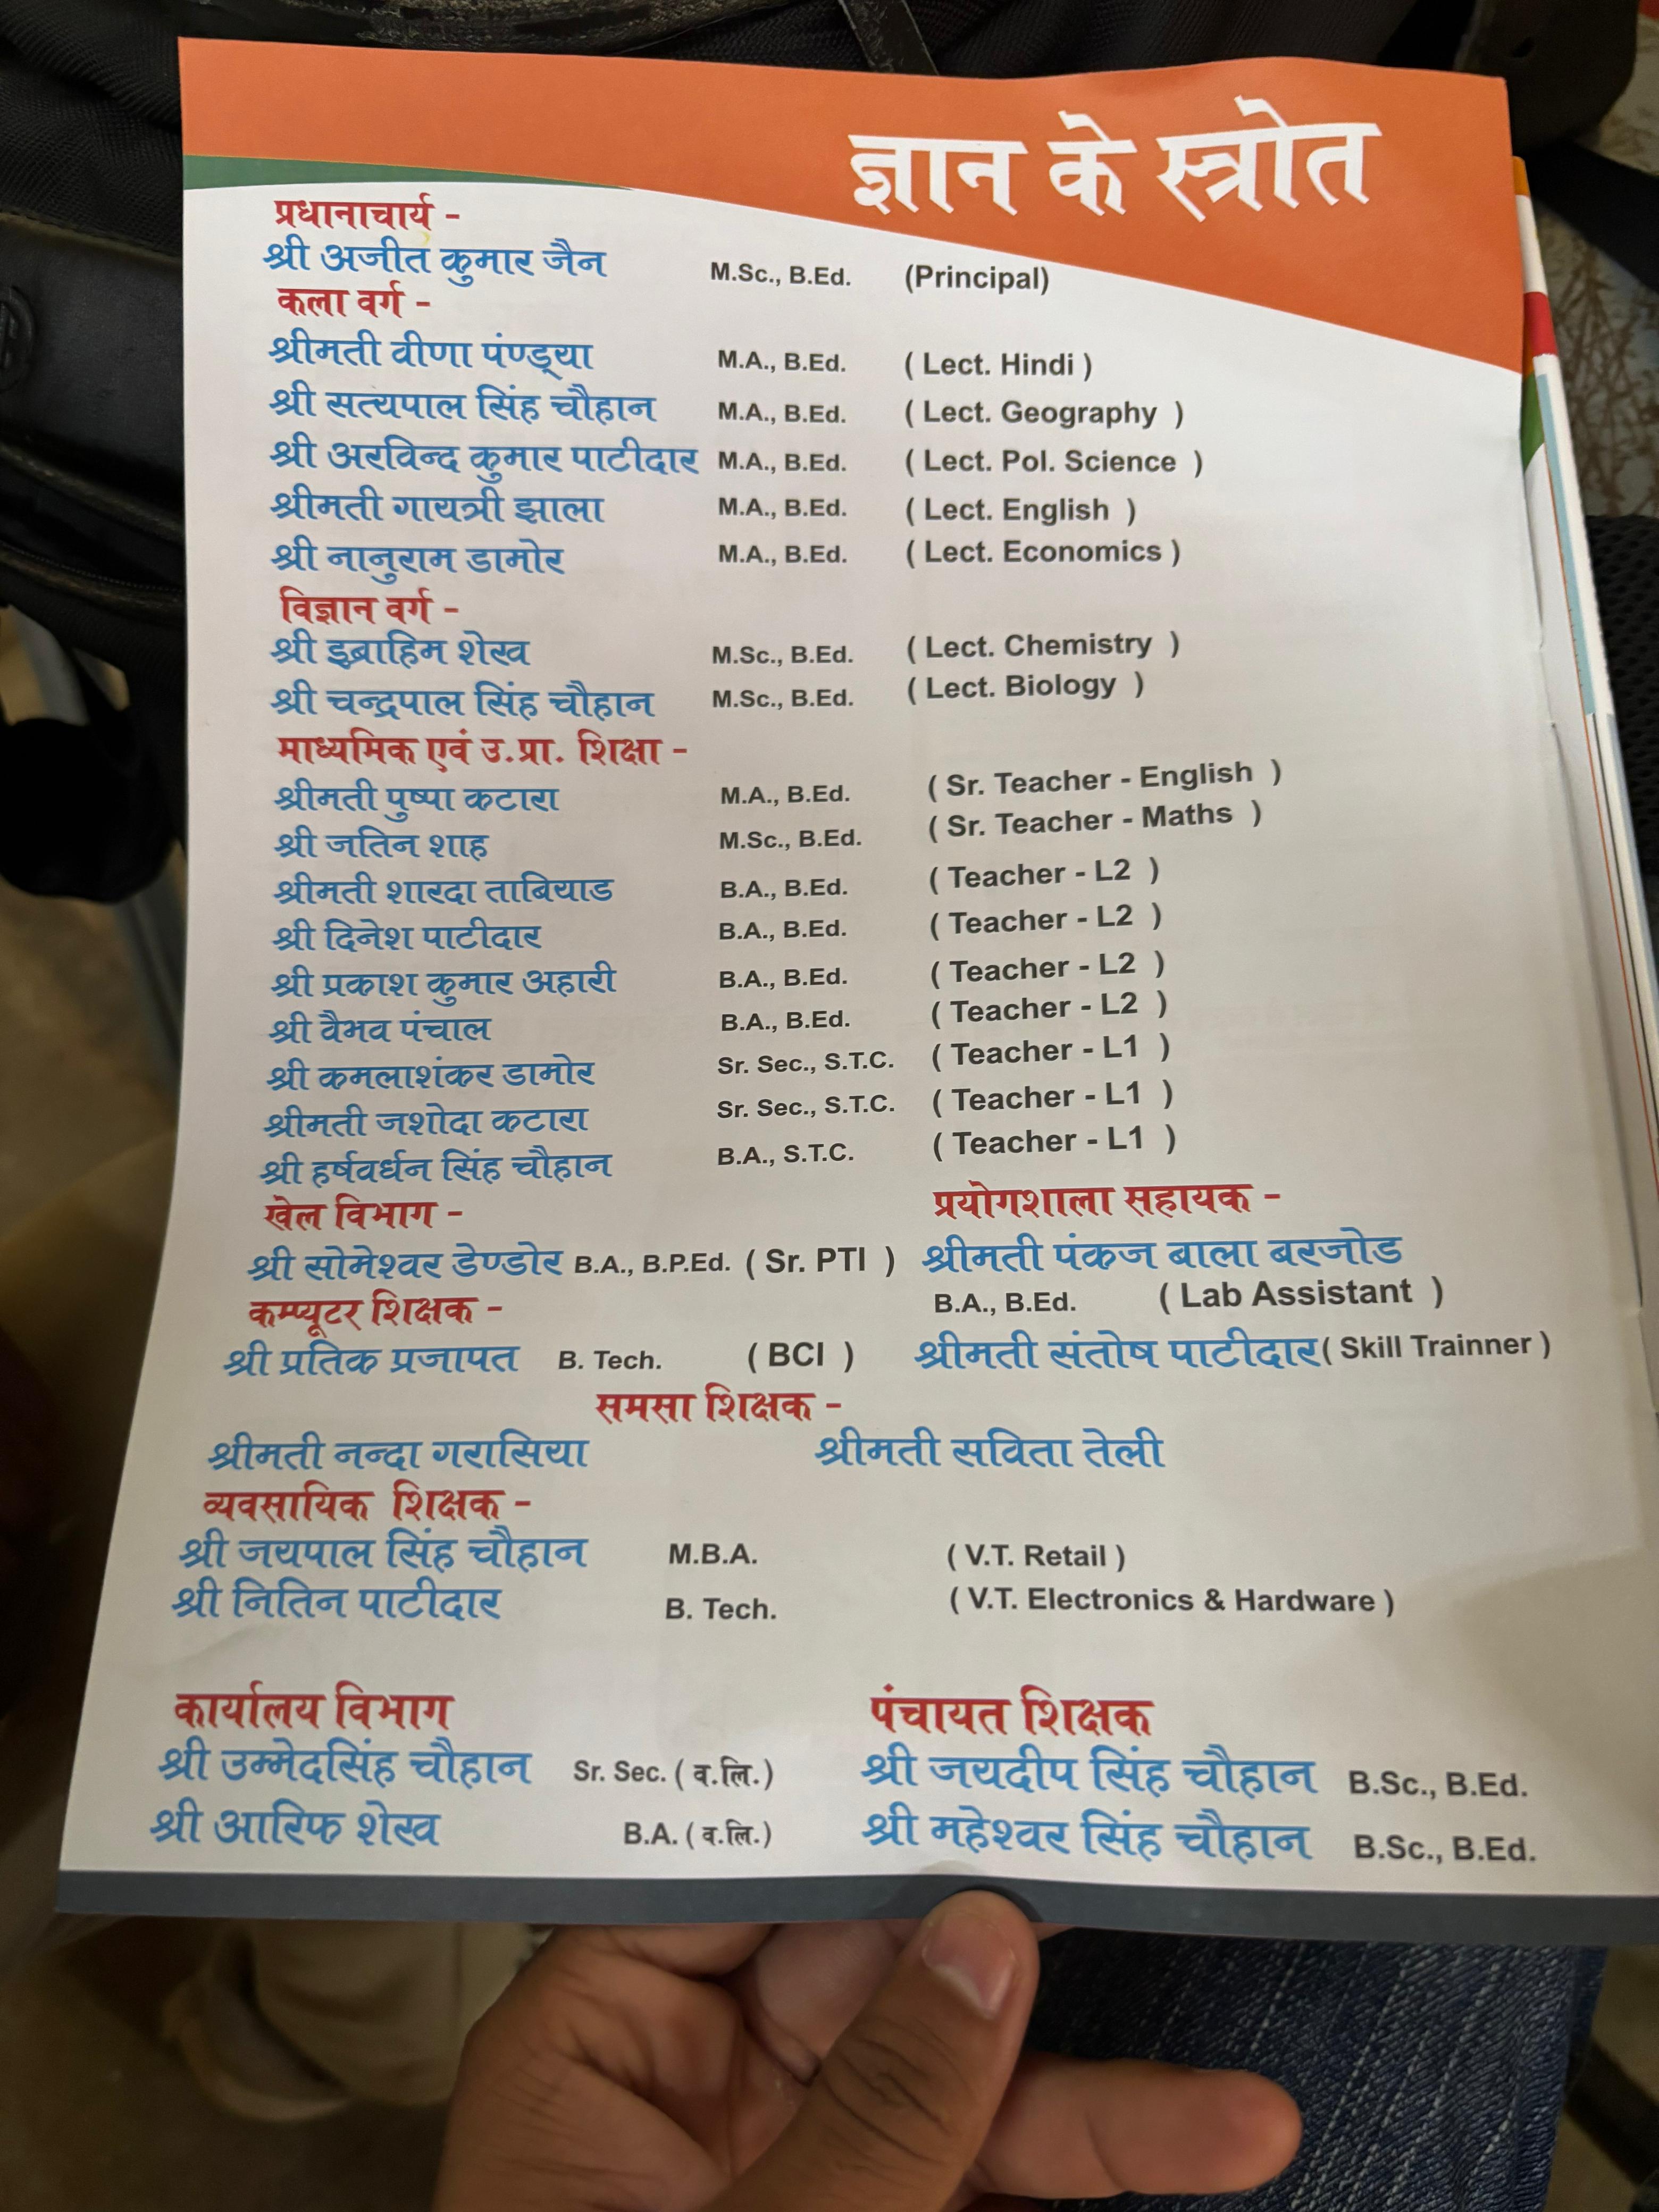 ज्ञान के स्त्रोत
प्रधानाचार्य -
श्री अजीत कुमार जैन M.Sc., B.Ed. (Principal)
कला वर्ग -
श्रीमती वीणा पंण्ड्या M.A., B.Ed. ( Lect. Hindi )
श्री सत्यपाल सिंह चौहान M.A., B.Ed. ( Lect. Geography )
श्री अरविन्द कुमार पाटीदार M.A., B.Ed. ( Lect. Pol. Science )
श्रीमती गायत्री झाला M.A., B.Ed. ( Lect. English )
श्री नानुराम डामोर M.A., B.Ed. ( Lect. Economics )
विज्ञान वर्ग -
श्री इब्राहिम शेख M.Sc., B.Ed. ( Lect. Chemistry )
श्री चन्द्रपाल सिंह चौहान M.Sc., B.Ed. ( Lect. Biology )
माध्यमिक एवं उ.प्रा. शिक्षा -
श्रीमती पुष्पा कटारा M.A., B.Ed. ( Sr. Teacher - English )
श्री जतिन शाह M.Sc., B.Ed. ( Sr. Teacher - Maths )
श्रीमती शारदा ताबियाड B.A., B.Ed. ( Teacher - L2 )
श्री दिनेश पाटीदार B.A., B.Ed. ( Teacher - L2 )
श्री प्रकाश कुमार अहारी B.A., B.Ed. ( Teacher - L2 )
श्री वैभव पंचाल B.A., B.Ed. ( Teacher - L2 )
श्री कमलाशंकर डामोर Sr. Sec., S.T.C. ( Teacher - L1 )
श्रीमती जशोदा कटारा Sr. Sec., S.T.C. ( Teacher - L1 )
श्री हर्षवर्धन सिंह चौहान B.A., S.T.C. ( Teacher - L1 )
खेल विभाग -
श्री सोमेश्वर डेण्डोर B.A., B.P.Ed. ( Sr. PTI )
कम्प्यूटर शिक्षक -
श्री प्रतिक प्रजापत B. Tech. ( BCI )
प्रयोगशाला सहायक -
श्रीमती पंकज बाला बरजोड
B.A., B.Ed. ( Lab Assistant )
श्रीमती संतोष पाटीदार ( Skill Trainner )
समसा शिक्षक -
श्रीमती नन्दा गरासिया श्रीमती सविता तेली
व्यवसायिक शिक्षक -
श्री जयपाल सिंह चौहान M.B.A. ( V.T. Retail )
श्री नितिन पाटीदार B. Tech. ( V.T. Electronics & Hardware )
कार्यालय विभाग
श्री उम्मेदसिंह चौहान Sr. Sec. ( व.लि.)
श्री आरिफ शेख B.A. ( व.लि.)
पंचायत शिक्षक
श्री जयदीप सिंह चौहान B.Sc., B.Ed.
श्री महेश्वर सिंह चौहान B.Sc., B.Ed.